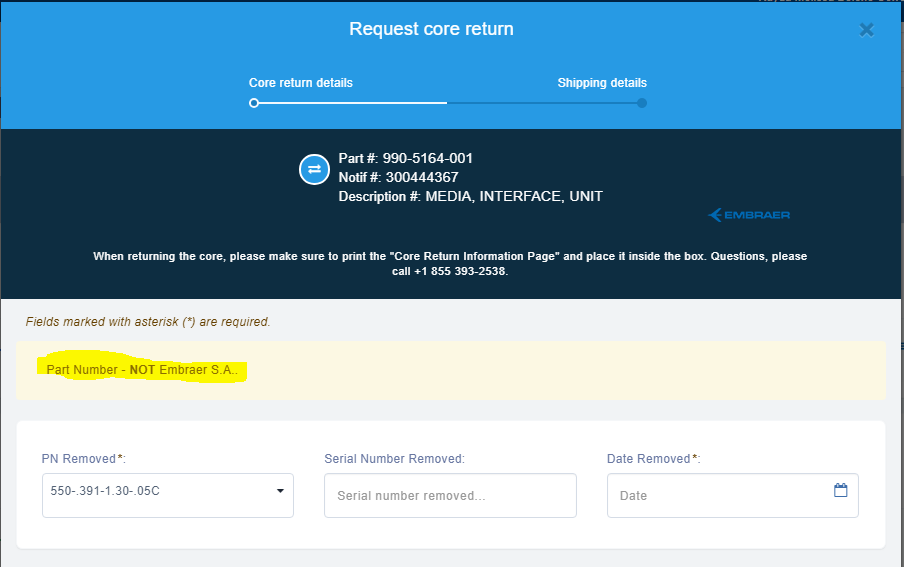 Request core return
Core return details
Shipping details
Part #: 990-5164-001
Notif #: 300444367
Description #: MEDIA, INTERFACE, UNIT
EMBRAER
When returning the core, please make sure to print the "Core Return Information Page" and place it inside the box. Questions, please
call +1 855 393-2538.
Fields marked with asterisk (*) are required.
Part Number - NOT Embraer S.A..
PN Removed*:
Serial Number Removed:
Date Removed*:
550-.391-1.30-.05C
Serial number removed...
Date